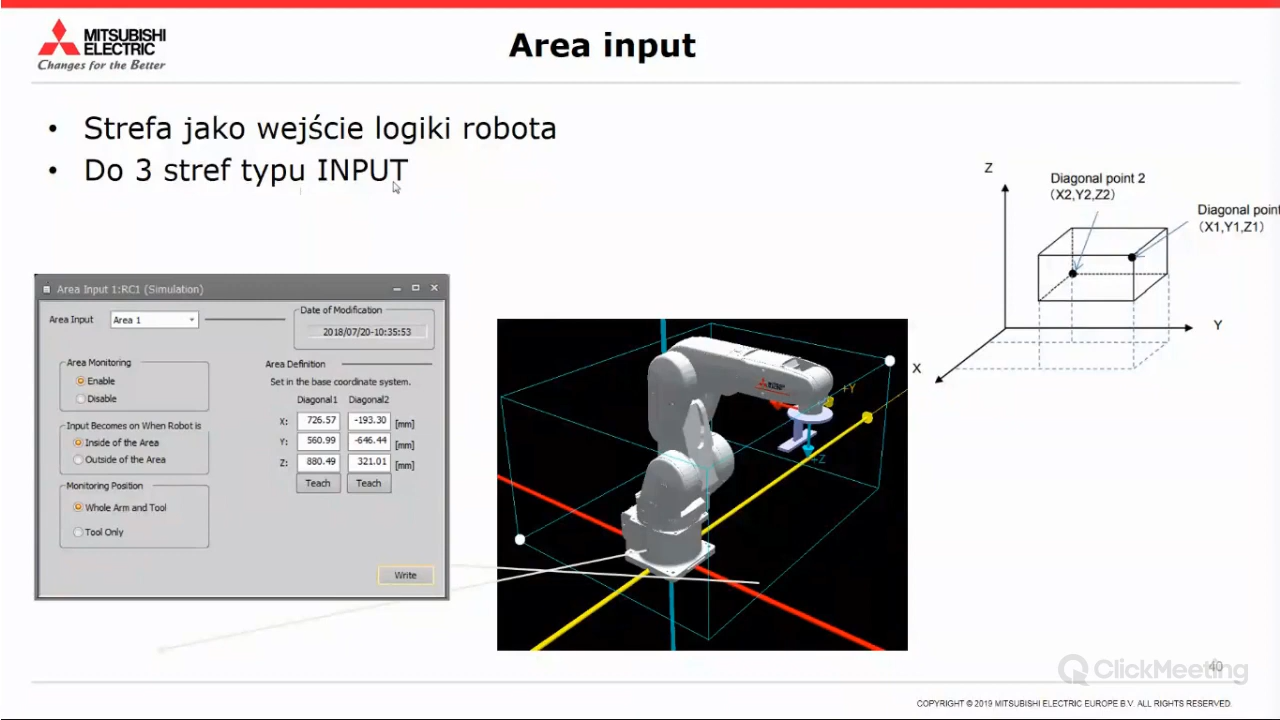 MITSUBISHI
ELECTRIC
Changes for the Better
Area input
• Strefa jako wejście logiki robota
• Do 3 stref typu INPUT
Z
Diagonal point 2
(X2,Y2,Z2)
Diagonal point
(X1,Y1,Z1)
Y
X
Area Input 1:RC1 (Simulation)
Area Input
Area 1
Date of Modification
2018/07/20-10:35:53
Area Monitoring
Enable
Disable
Input Becomes on When Robot is
Inside of the Area
Outside of the Area
Monitoring Position
Whole Arm and Tool
Tool Only
Area Definition
Set in the base coordinate system.
Diagonal1 Diagonal2
X: 726.57 -193.30 [mm]
Y: 560.99 -646.44 [mm]
Z: 880.49 321.01 [mm]
Teach Teach
Write
+Y
+Z
ClickMeeting
40
COPYRIGHT © 2019 MITSUBISHI ELECTRIC EUROPE B.V. ALL RIGHTS RESERVED.